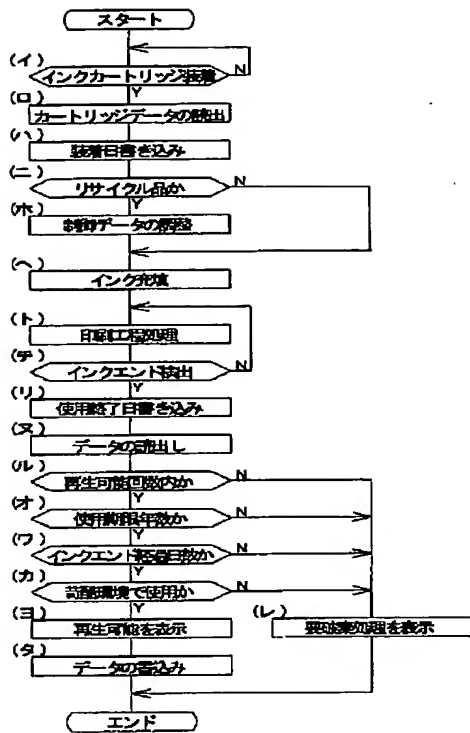 スタート
(イ)
インクカートリッジ装着 N
Y
(ロ)
カートリッジデータの読出
(ハ)
装着日書き込み
(ニ)
リサイクル品か N
Y
(ホ)
制御データの調整
(ヘ)
インク充填
(ト)
印刷工程処理
(チ)
インクエンド検出 N
Y
(リ)
使用終了日書き込み
(ヌ)
データの読出し
(ル)
再生可能回数内か N
Y
(オ)
使用期限年数か N
Y
(ワ)
インクエンド経過日数か N
Y
(カ)
苛酷環境で使用か N
Y
(ヨ) (レ)
再生可能を表示 要破棄処理を表示
(タ)
データの書込み
エンド